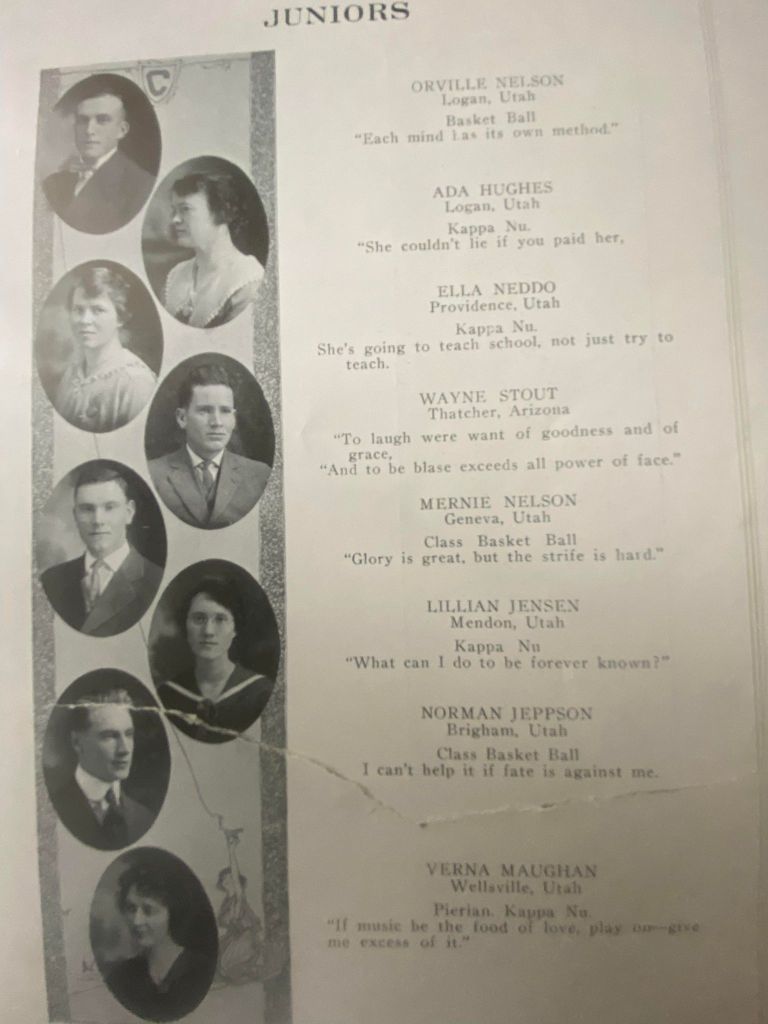 JUNIORS
C
ORVILLE NELSON
Logan, Utah
Basket Ball
"Each mind has its own method."
ADA HUGHES
Logan, Utah
Kappa Nu.
"She couldn't lie if you paid her,
ELLA NEDDO
Providence, Utah
Kappa Nu.
She's going to teach school, not just try to
teach.
WAYNE STOUT
Thatcher, Arizona
"To laugh were want of goodness and of
grace,
"And to be blase exceeds all power of face."
MERNIE NELSON
Geneva, Utah
Class Basket Ball
"Glory is great, but the strife is hard."
LILLIAN JENSEN
Mendon, Utah
Kappa Nu
"What can I do to be forever known?"
NORMAN JEPPSON
Brigham, Utah
Class Basket Ball
I can't help it if fate is against me.
VERNA MAUGHAN
Wellsville, Utah
Pierian. Kappa Nu.
"If music be the food of love, play on—give
me excess of it."